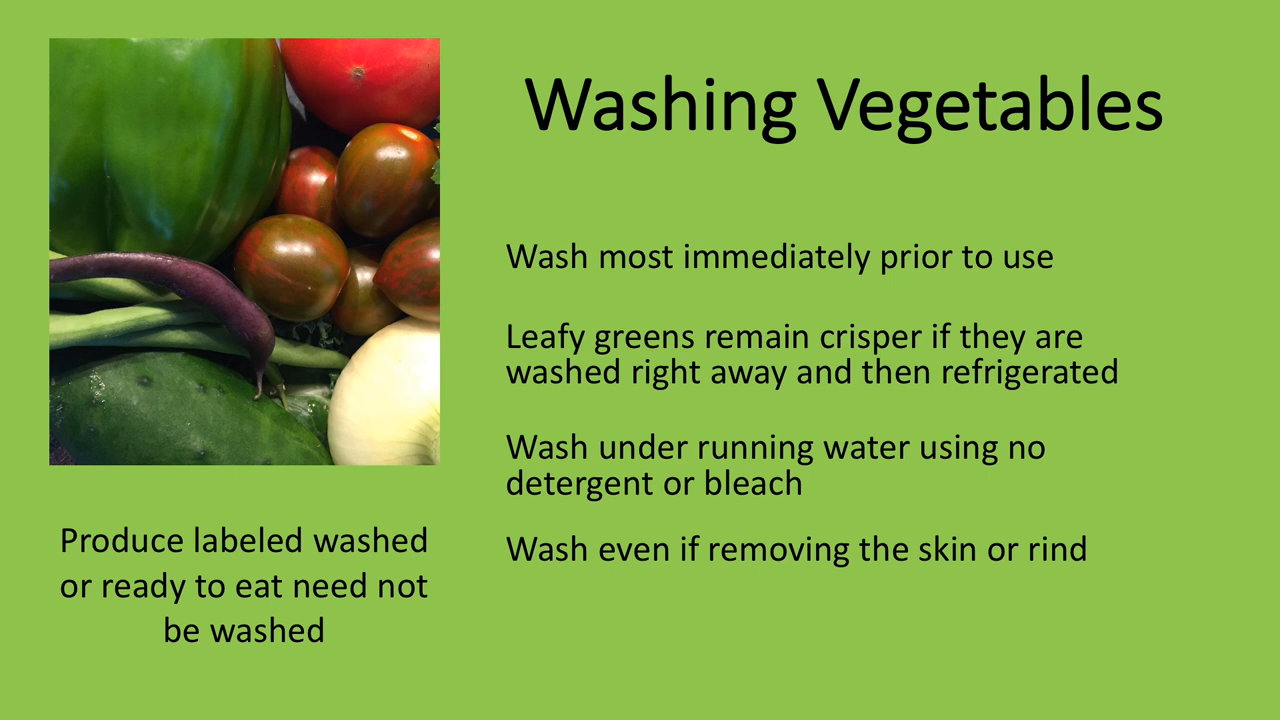 Washing Vegetables
Wash most immediately prior to use
Leafy greens remain crisper if they are
washed right away and then refrigerated
Wash under running water using no
detergent or bleach
Wash even if removing the skin or rind
Produce labeled washed
or ready to eat need not
be washed